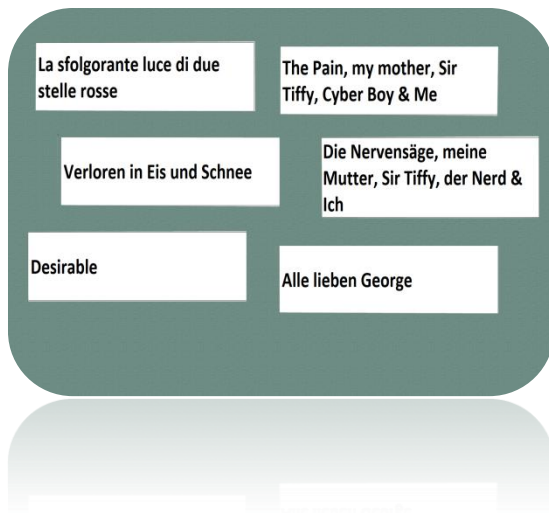 La sfolgorante luce di due
stelle rosse
The Pain, my mother, Sir
Tiffy, Cyber Boy & Me
Verloren in Eis und Schnee
Die Nervensäge, meine
Mutter, Sir Tiffy, der Nerd &
Ich
Desirable
Alle lieben George